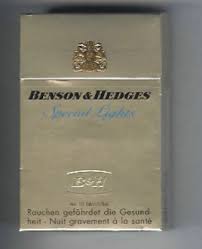 BENSON & HEDGES
Special Lights
B&H
Rauchen gefährdet die Gesund-
heit - Nuit gravement à la santé